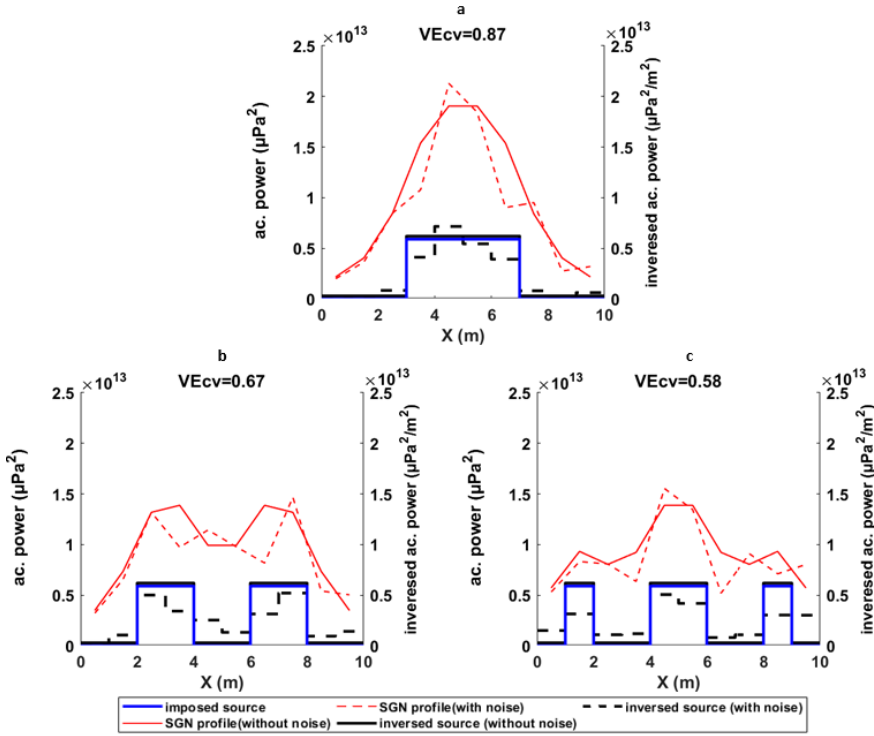 a
VEcv=0.87
×10^13
×10^13
2.5
2
1.5
1
0.5
0
ac. power (µPa²)
2.5
2
1.5
1
0.5
0
inveresed ac. power (µPa²/m²)
0 2 4 6 8 10
X (m)
b
VEcv=0.67
×10^13
×10^13
2.5
2
1.5
1
0.5
0
ac. power (µPa²)
2.5
2
1.5
1
0.5
0
inveresed ac. power (µPa²/m²)
0 2 4 6 8 10
X (m)
c
VEcv=0.58
×10^13
×10^13
2.5
2
1.5
1
0.5
0
ac. power (µPa²)
2.5
2
1.5
1
0.5
0
inveresed ac. power (µPa²/m²)
0 2 4 6 8 10
X (m)
imposed source
SGN profile(with noise)
inversed source (with noise)
SGN profile(without noise)
inversed source (without noise)